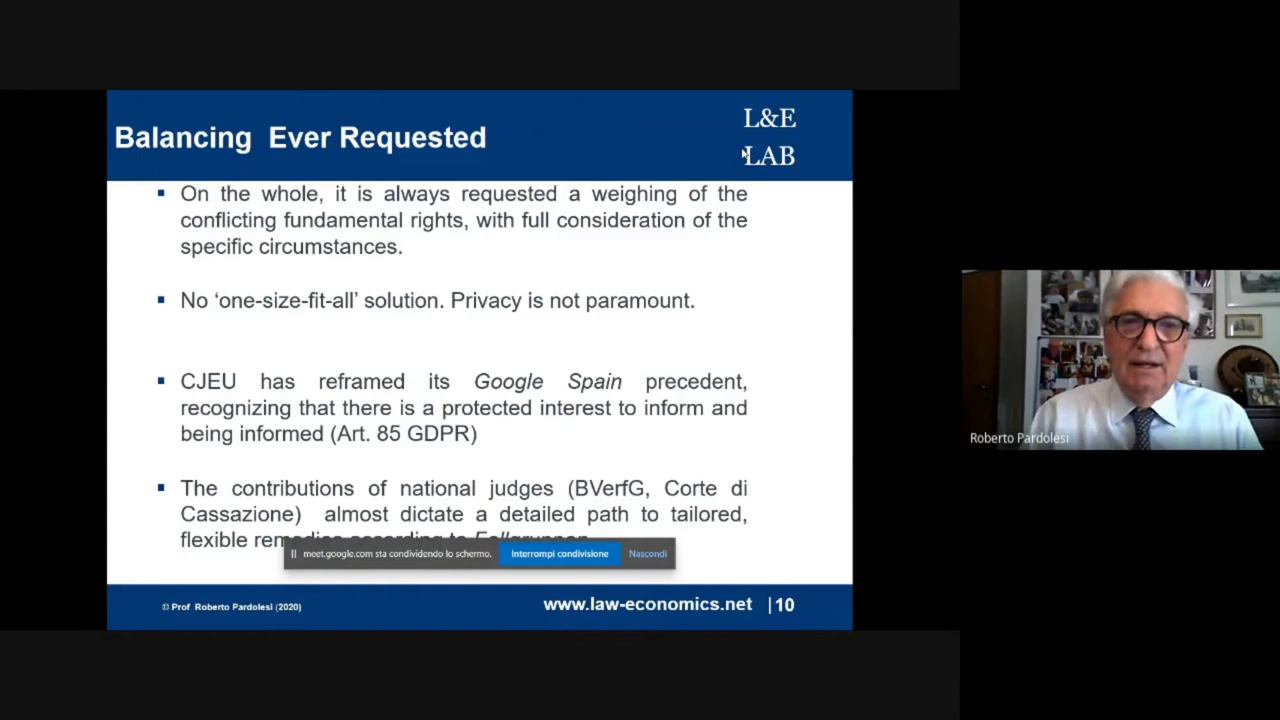 Balancing Ever Requested
L&E
LAB
▪ On the whole, it is always requested a weighing of the
conflicting fundamental rights, with full consideration of the
specific circumstances.
▪ No ‘one-size-fit-all’ solution. Privacy is not paramount.
▪ CJEU has reframed its Google Spain precedent,
recognizing that there is a protected interest to inform and
being informed (Art. 85 GDPR)
▪ The contributions of national judges (BVerfG, Corte di
Cassazione) almost dictate a detailed path to tailored,
flexible remedies according to Fallgruppen
meet.google.com sta condividendo lo schermo.
Interrompi condivisione
Nascondi
© Prof Roberto Pardolesi (2020)
www.law-economics.net |10
Roberto Pardolesi